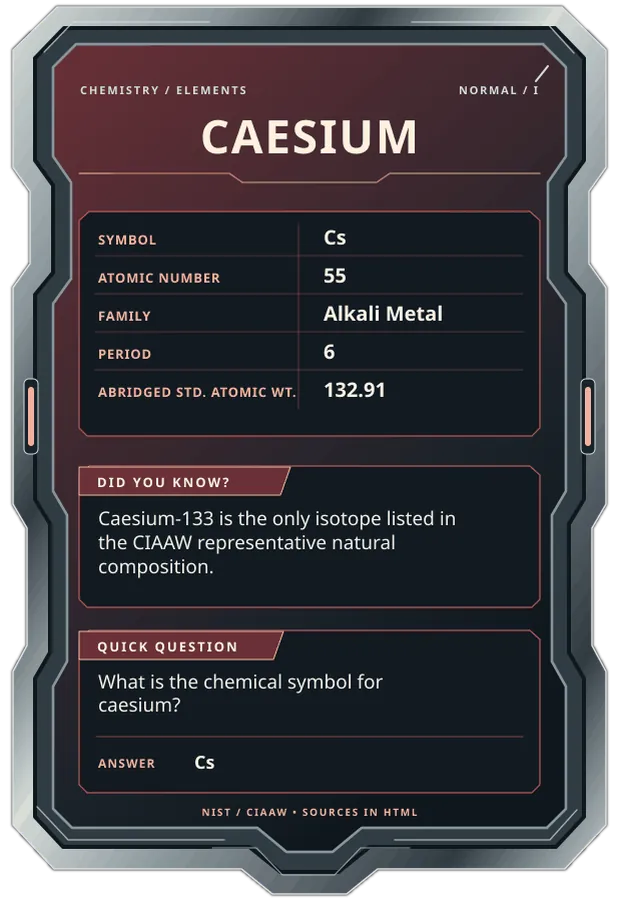 CHEMISTRY / ELEMENTS
NORMAL / I
CAESIUM
SYMBOL Cs
ATOMIC NUMBER 55
FAMILY Alkali Metal
PERIOD 6
ABRIDGED STD. ATOMIC WT. 132.91
DID YOU KNOW?
Caesium-133 is the only isotope listed in
the CIAAW representative natural
composition.
QUICK QUESTION
What is the chemical symbol for
caesium?
ANSWER Cs
NIST / CIAAW • SOURCES IN HTML